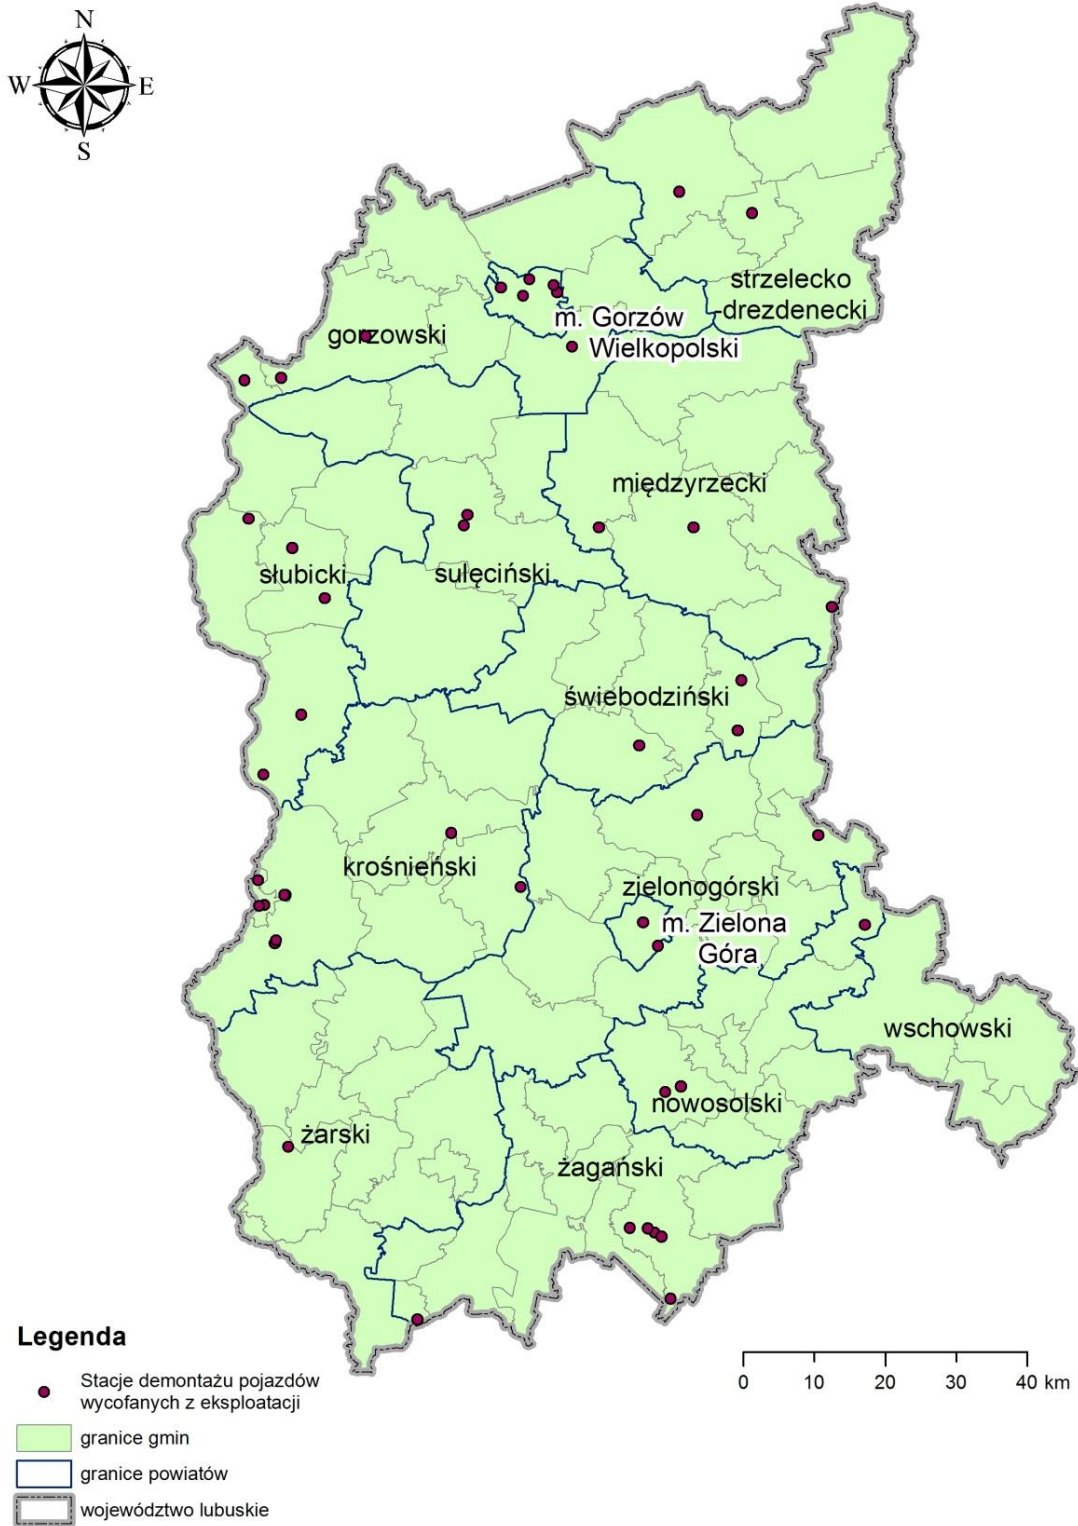 N
W E
S
strzelecko
-drezdenecki
m. Gorzów
Wielkopolski
gorzowski
międzyrzecki
słubicki
sulęciński
świebodziński
krośnieński
zielonogórski
m. Zielona
Góra
wschowski
nowosolski
żarski
żagański
Legenda
Stacje demontażu pojazdów
wycofanych z eksploatacji
granice gmin
granice powiatów
województwo lubuskie
0 10 20 30 40 km